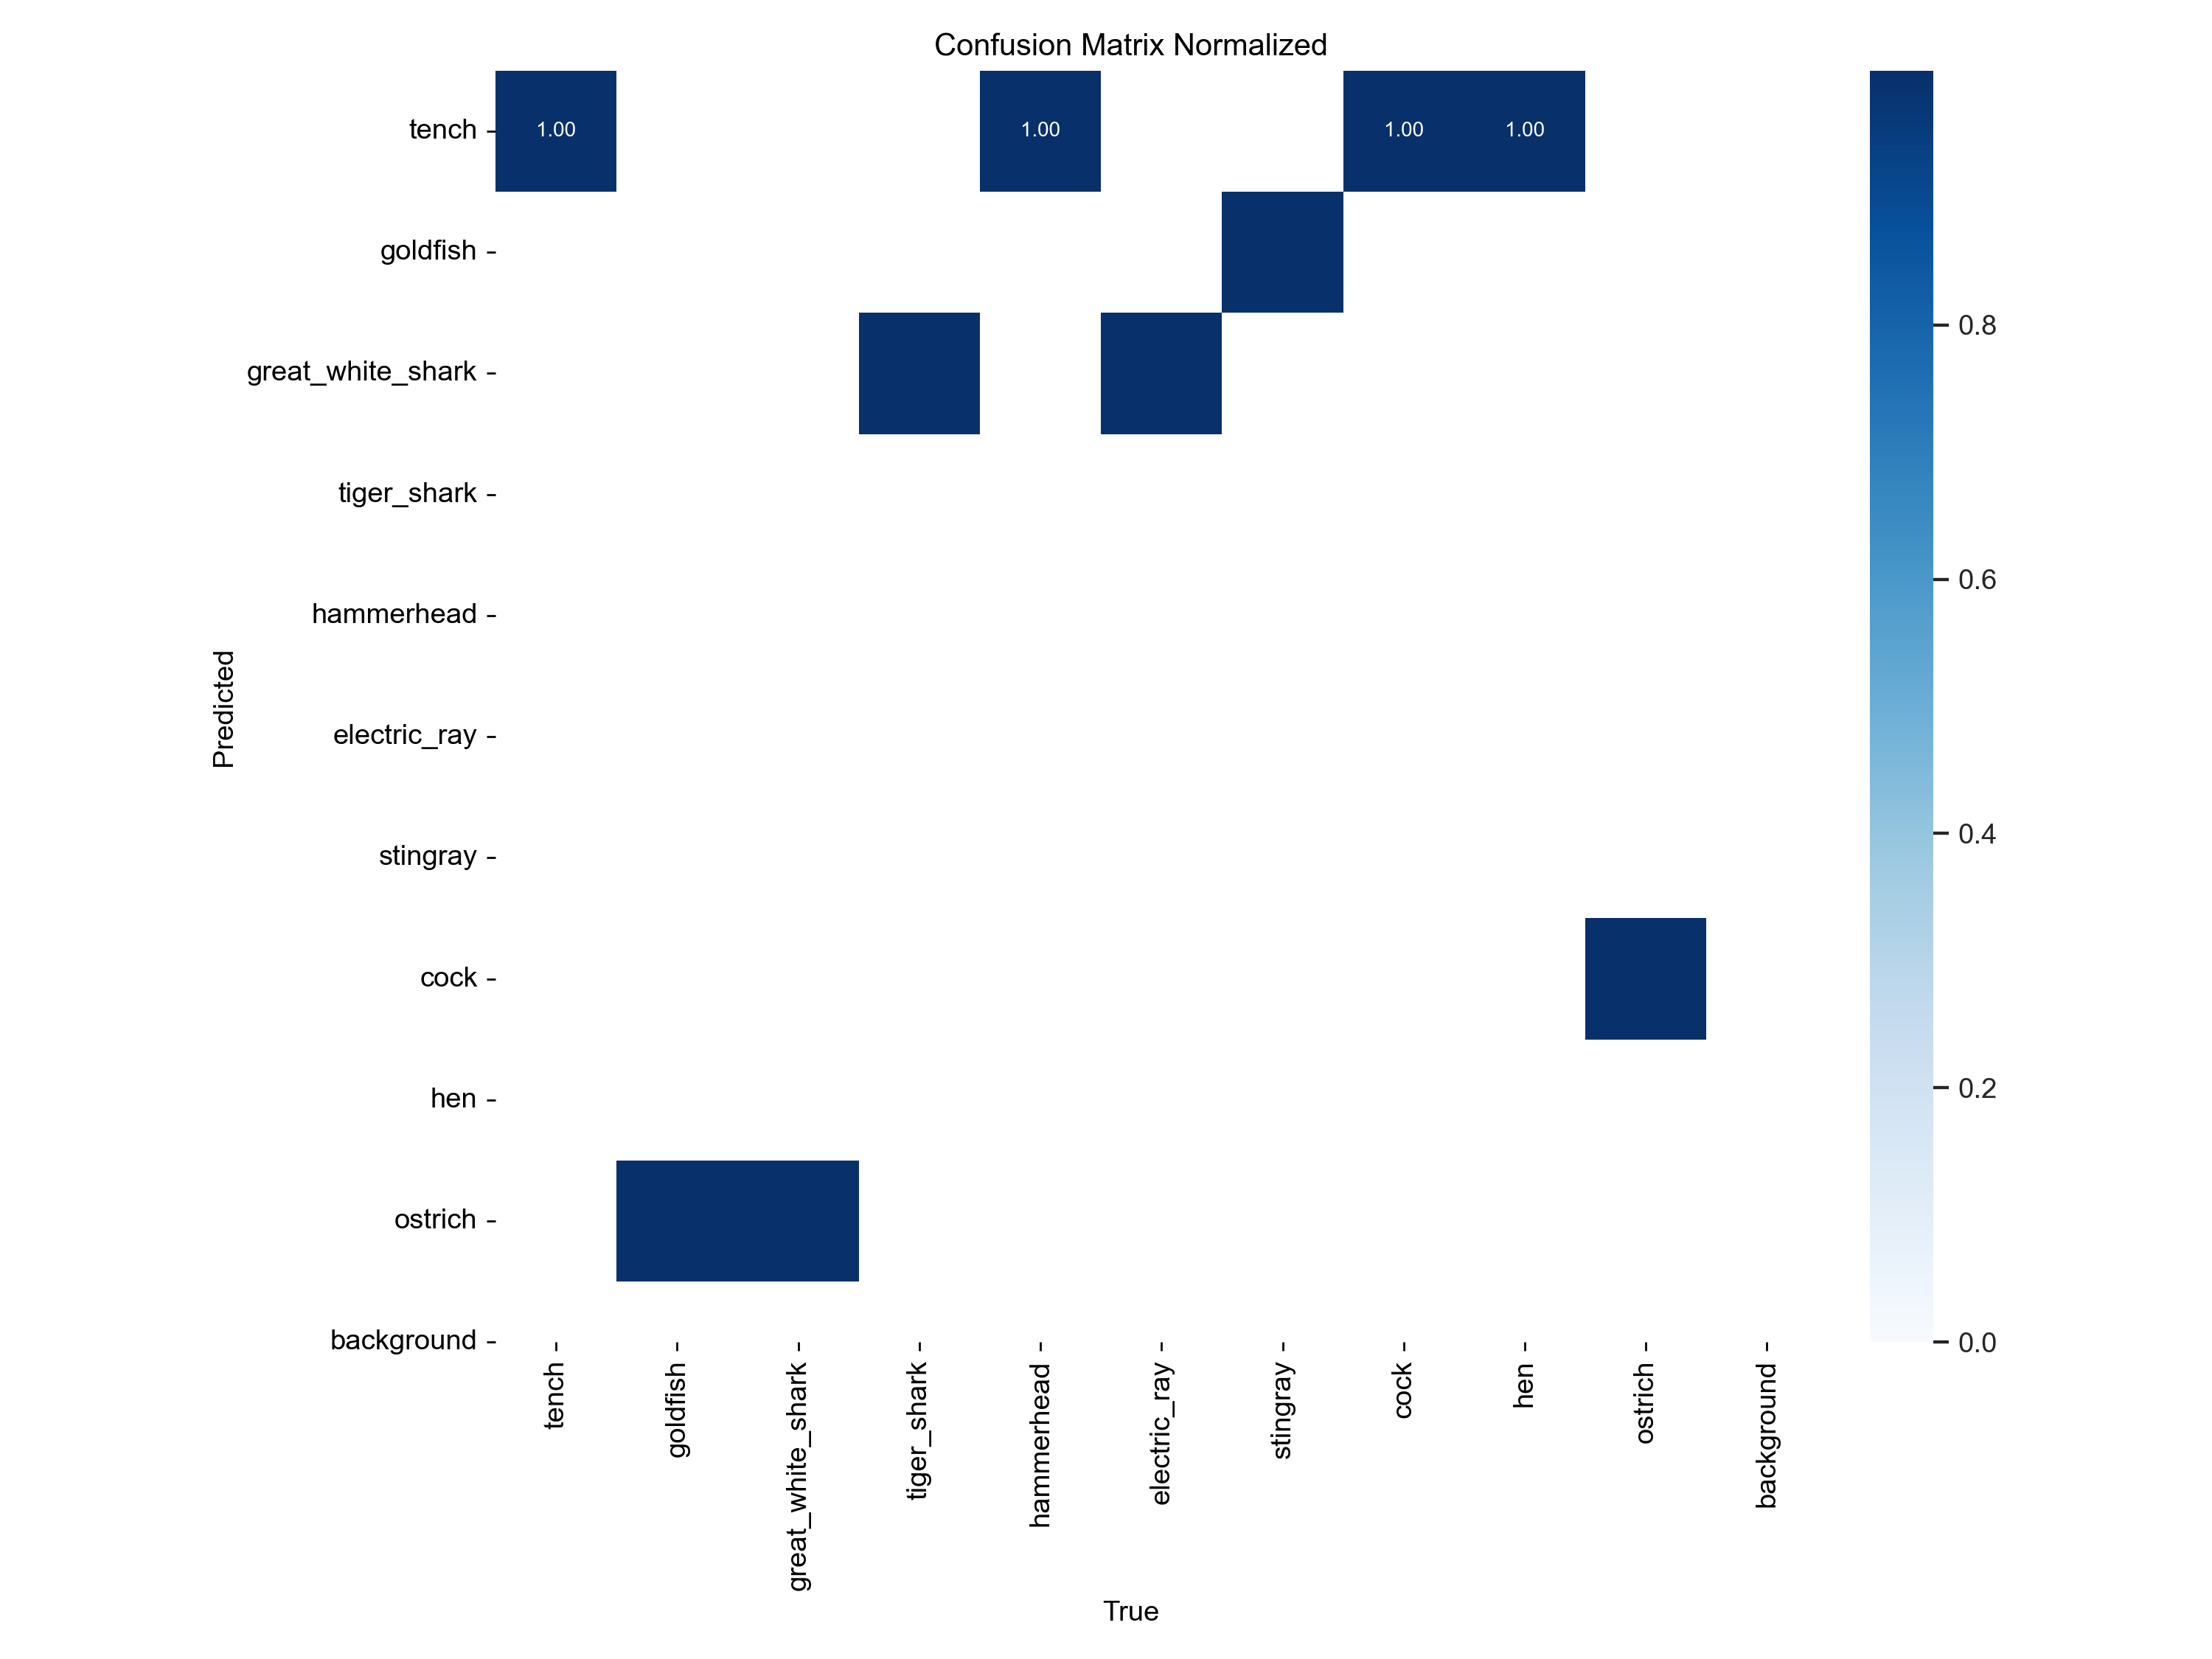 Confusion Matrix Normalized
tench
1.00
1.00
1.00
1.00
goldfish
great_white_shark
tiger_shark
hammerhead
electric_ray
stingray
cock
hen
ostrich
background
Predicted
tench
goldfish
great_white_shark
tiger_shark
hammerhead
electric_ray
stingray
cock
hen
ostrich
background
True
0.8
0.6
0.4
0.2
0.0